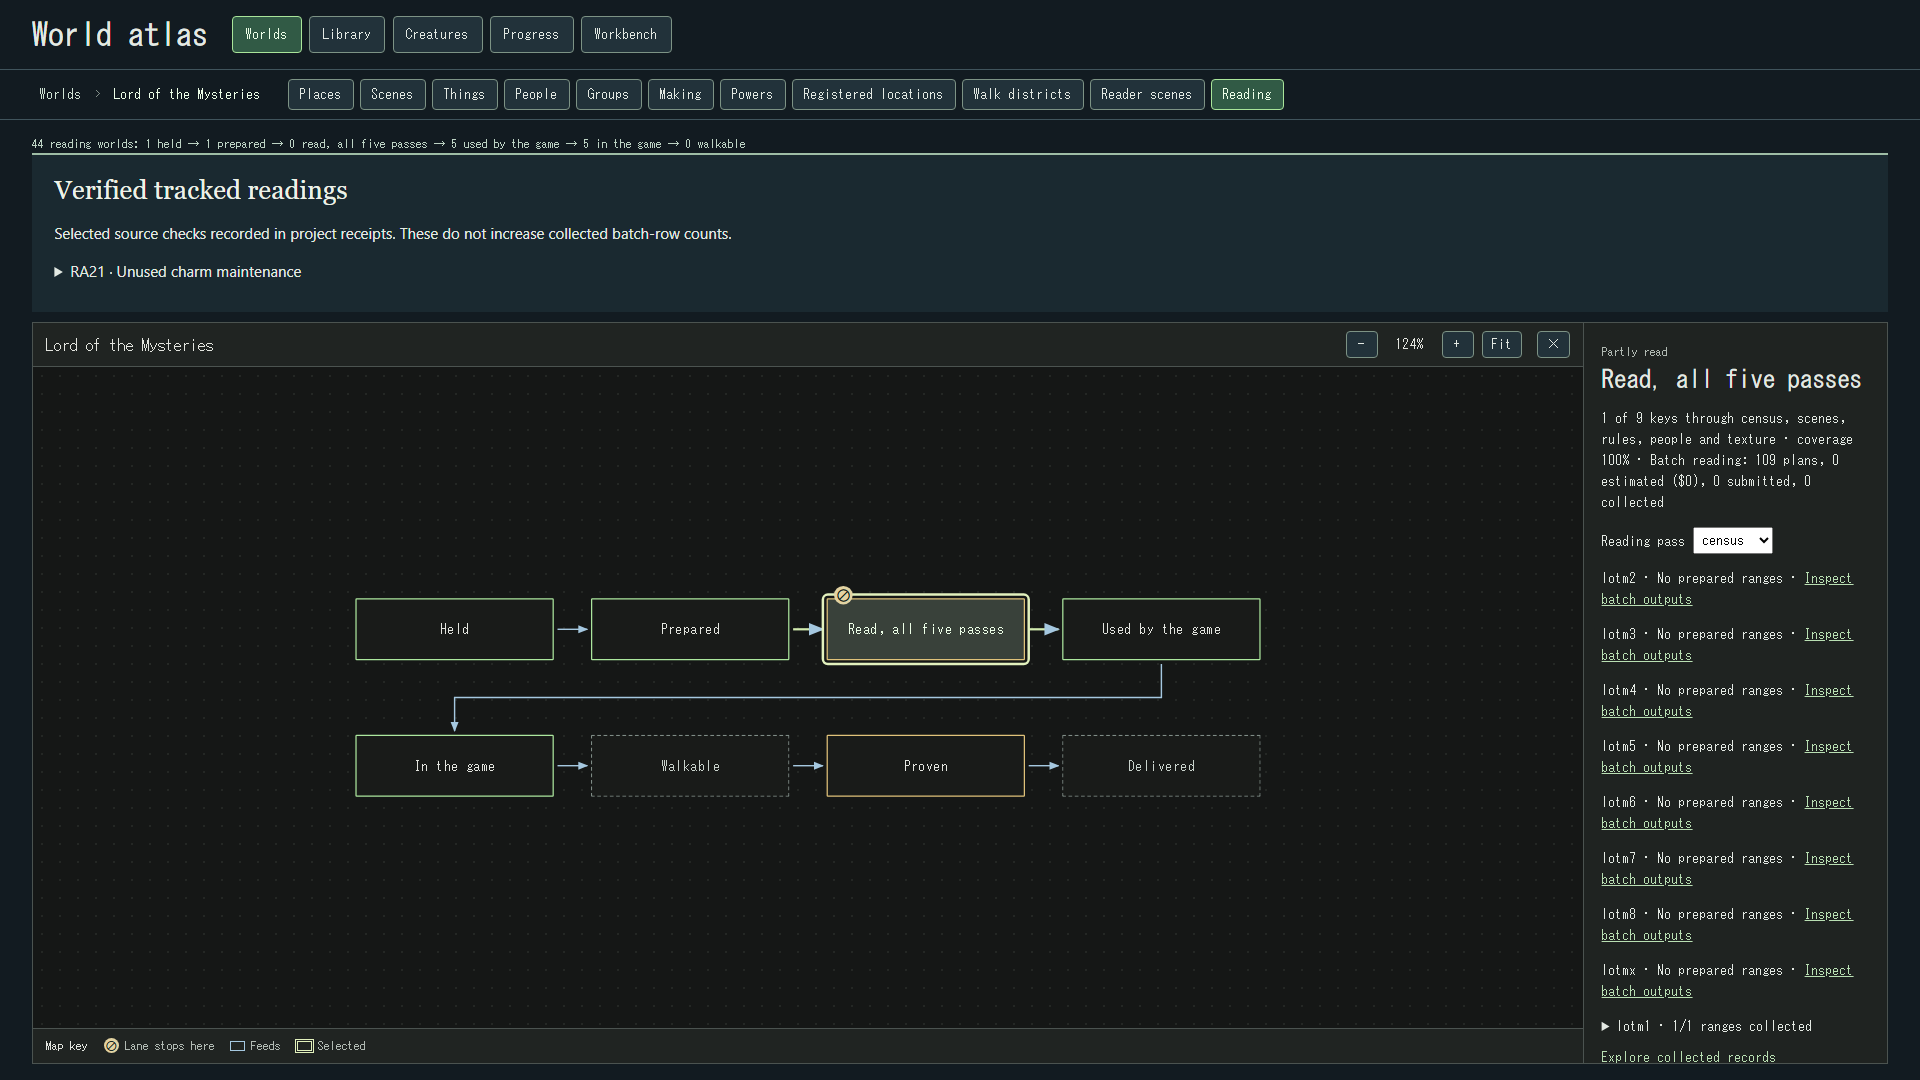 World atlas
Worlds
Library
Creatures
Progress
Workbench
Worlds > Lord of the Mysteries
Places
Scenes
Things
People
Groups
Making
Powers
Registered locations
Walk districts
Reader scenes
Reading
44 reading worlds: 1 held → 1 prepared → 0 read, all five passes → 5 used by the game → 5 in the game → 0 walkable
Verified tracked readings
Selected source checks recorded in project receipts. These do not increase collected batch-row counts.
▶ RA21 · Unused charm maintenance
Lord of the Mysteries
−
124%
+
Fit
×
Held
Prepared
Read, all five passes
Used by the game
In the game
Walkable
Proven
Delivered
Map key
Lane stops here
Feeds
Selected
Partly read
Read, all five passes
1 of 9 keys through census, scenes,
rules, people and texture · coverage
100% · Batch reading: 109 plans, 0
estimated ($0), 0 submitted, 0
collected
Reading pass census
lotm2 · No prepared ranges · Inspect
batch outputs
lotm3 · No prepared ranges · Inspect
batch outputs
lotm4 · No prepared ranges · Inspect
batch outputs
lotm5 · No prepared ranges · Inspect
batch outputs
lotm6 · No prepared ranges · Inspect
batch outputs
lotm7 · No prepared ranges · Inspect
batch outputs
lotm8 · No prepared ranges · Inspect
batch outputs
lotmx · No prepared ranges · Inspect
batch outputs
▶ lotm1 · 1/1 ranges collected
Explore collected records